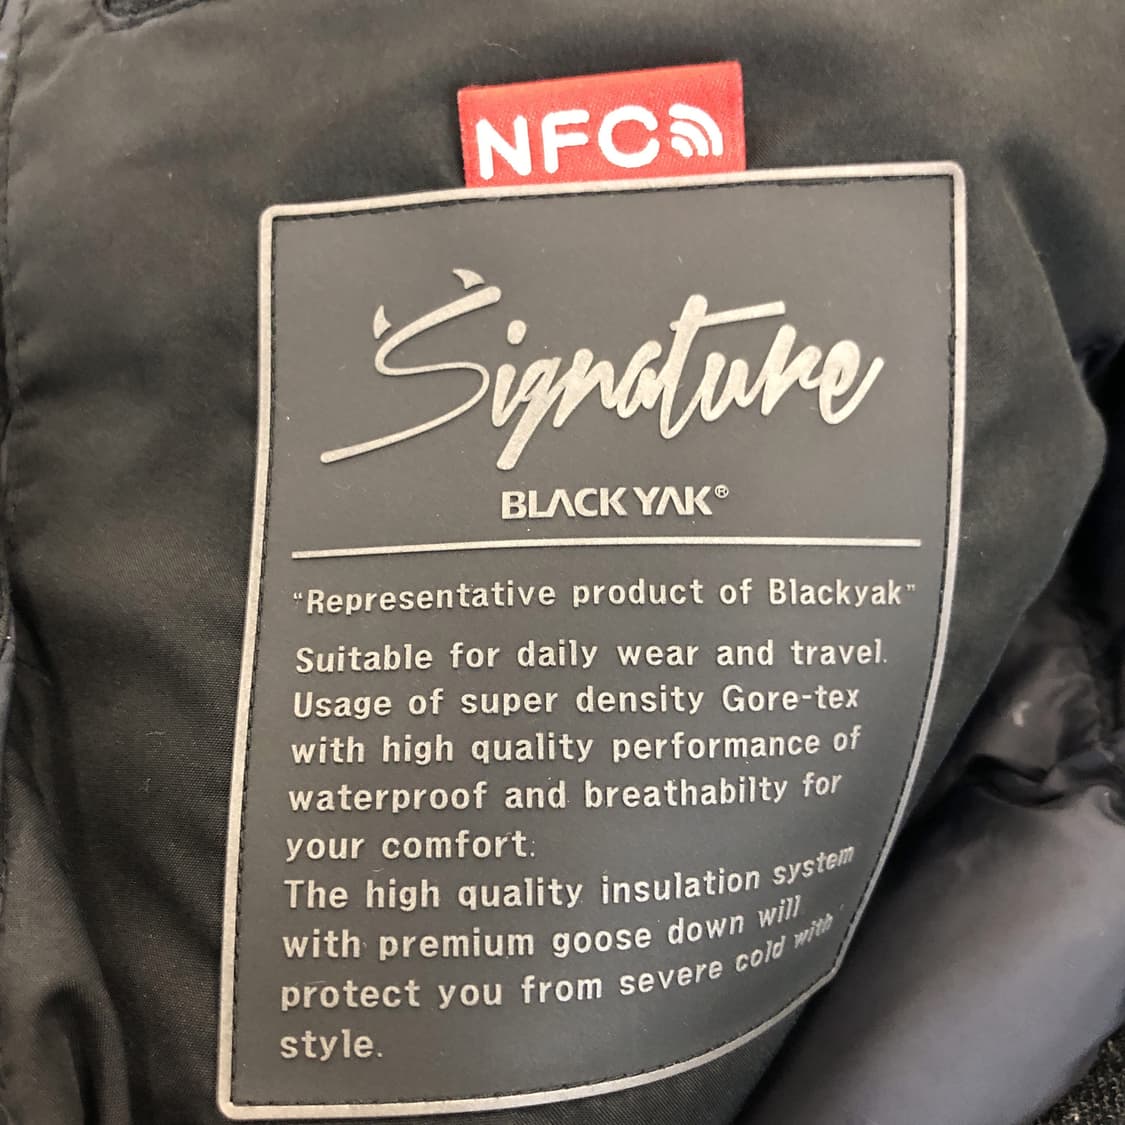 NFC
Signature
BLACK YAK®
“Representative product of Blackyak”
Suitable for daily wear and travel.
Usage of super density Gore-tex
with high quality performance of
waterproof and breathabilty for
your comfort.
The high quality insulation system
with premium goose down will
protect you from severe cold with
style.